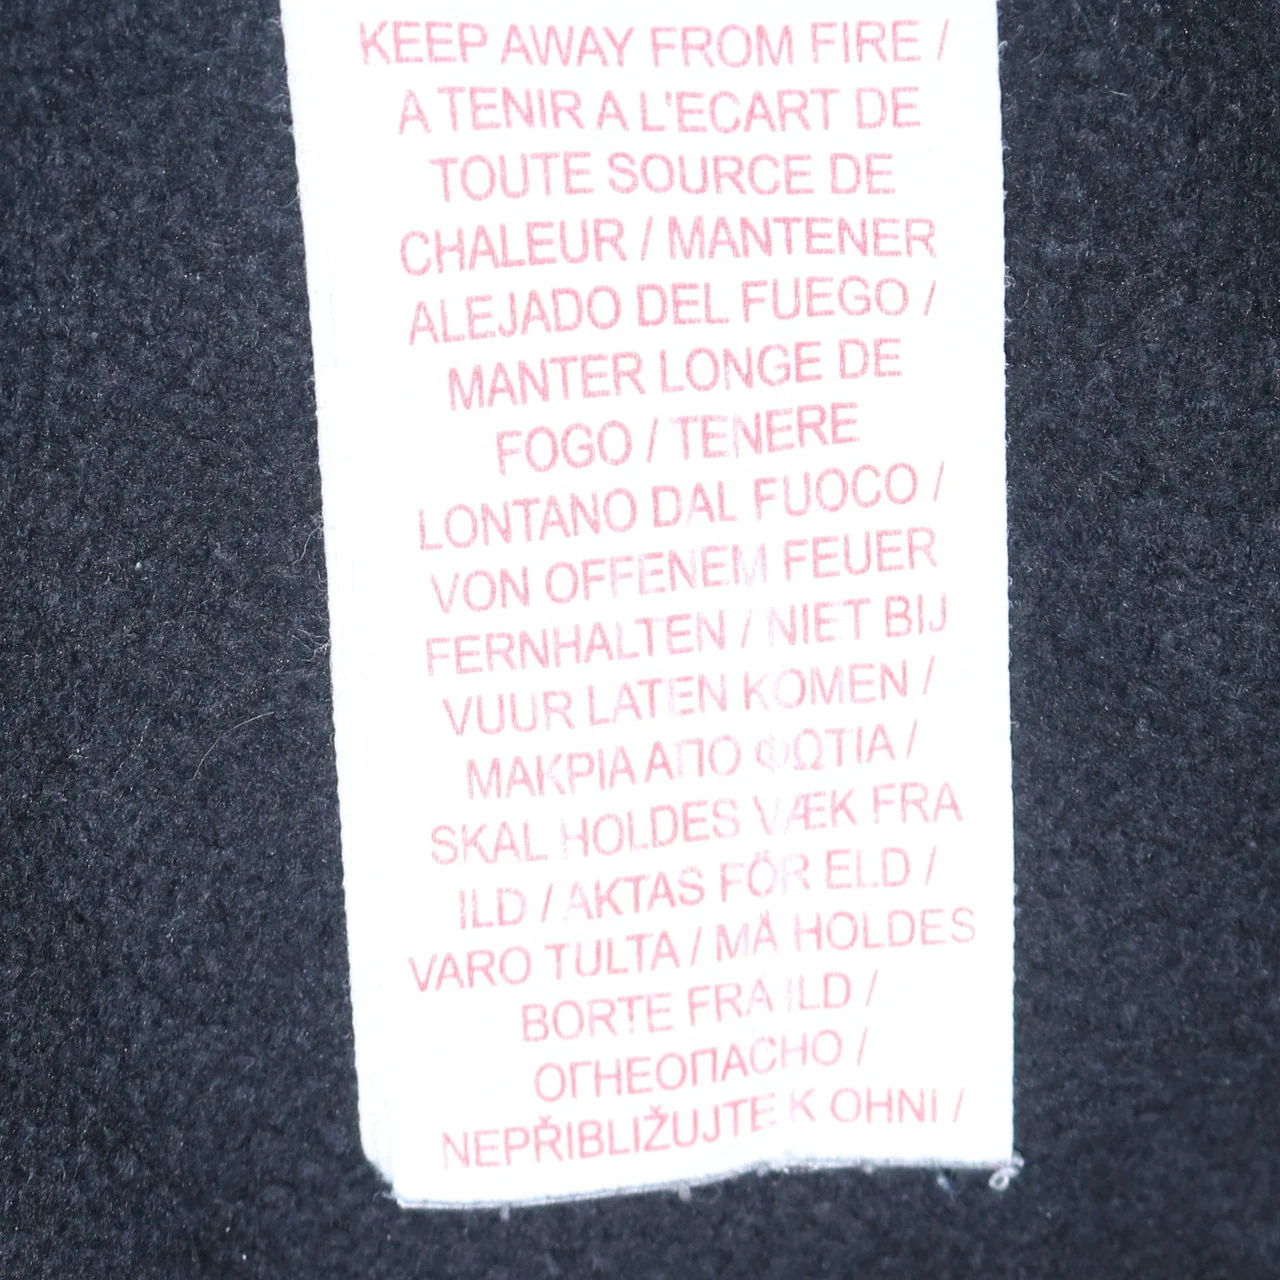 KEEP AWAY FROM FIRE /
A TENIR A L'ECART DE
TOUTE SOURCE DE
CHALEUR / MANTENER
ALEJADO DEL FUEGO /
MANTER LONGE DE
FOGO / TENERE
LONTANO DAL FUOCO /
VON OFFENEM FEUER
FERNHALTEN / NIET BIJ
VUUR LATEN KOMEN /
ΜΑΚΡΙΑ ΑΠΟ ΦΩΤΙΑ /
SKAL HOLDES VÆK FRA
ILD / AKTAS FÖR ELD /
VARO TULTA / MÅ HOLDES
BORTE FRA ILD /
ОГНЕОПАСНО /
NEPŘIBLIŽUJTE K OHNI /